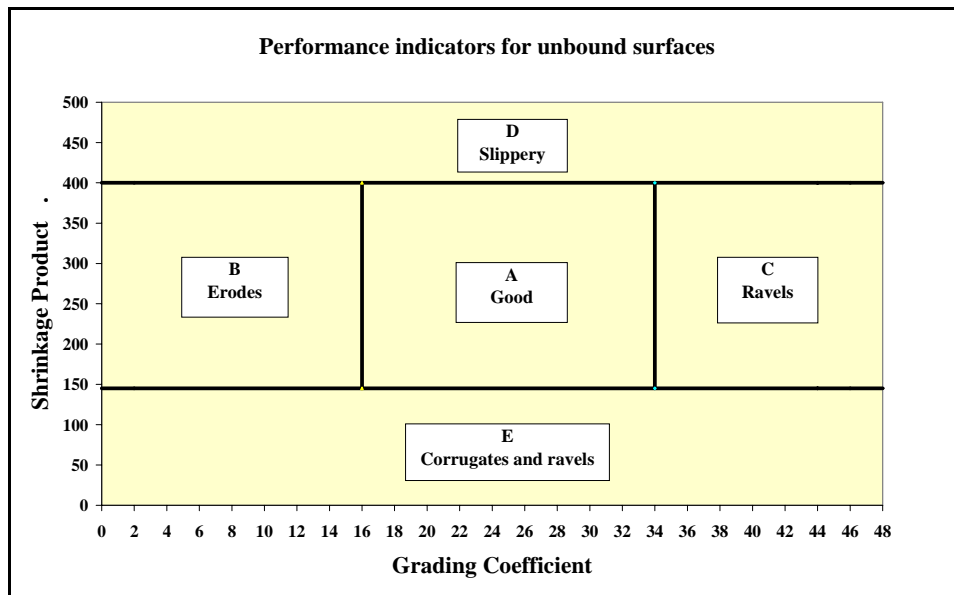 Performance indicators for unbound surfaces
500
450
400
350
300
250
200
150
100
50
0
Shrinkage Product .
D
Slippery
B
Erodes
A
Good
C
Ravels
E
Corrugates and ravels
0 2 4 6 8 10 12 14 16 18 20 22 24 26 28 30 32 34 36 38 40 42 44 46 48
Grading Coefficient